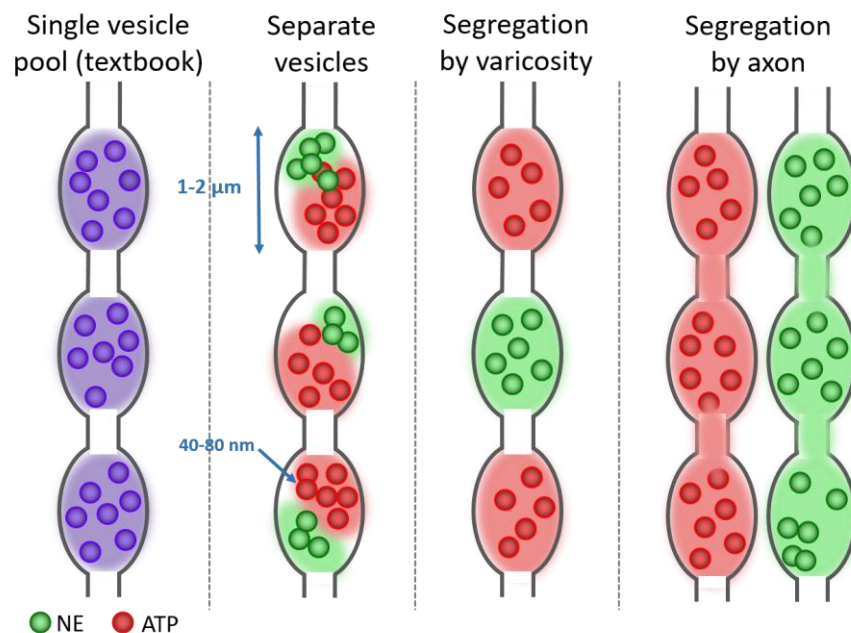 Single vesicle
pool (textbook)
Separate
vesicles
Segregation
by varicosity
Segregation
by axon
1-2 μm
40-80 nm
NE
ATP